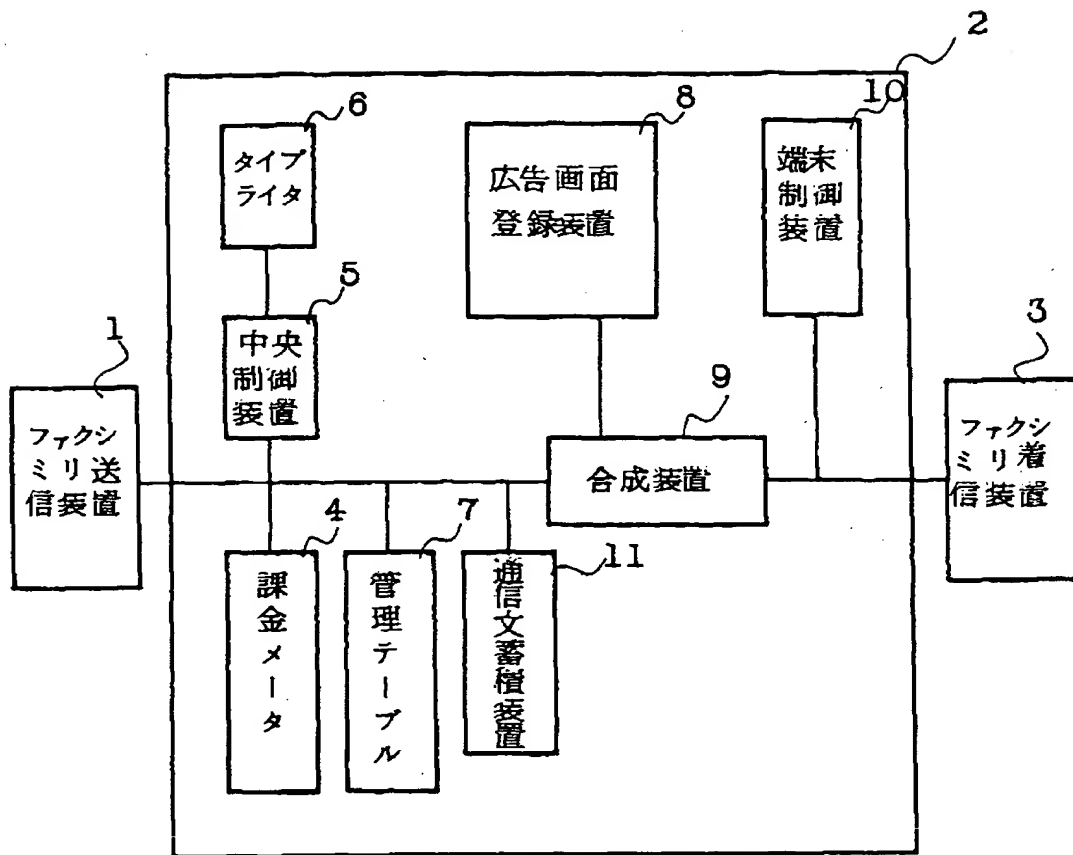 2
6
タイプ
ライタ
8
広告画面
登録装置
10
端末
制御
装置
5
中央
制御
装置
1
ファクシ
ミリ送
信装置
9
合成装置
3
ファクシ
ミリ着
信装置
4
課金メータ
7
管理テーブル
11
通信文蓄積装置